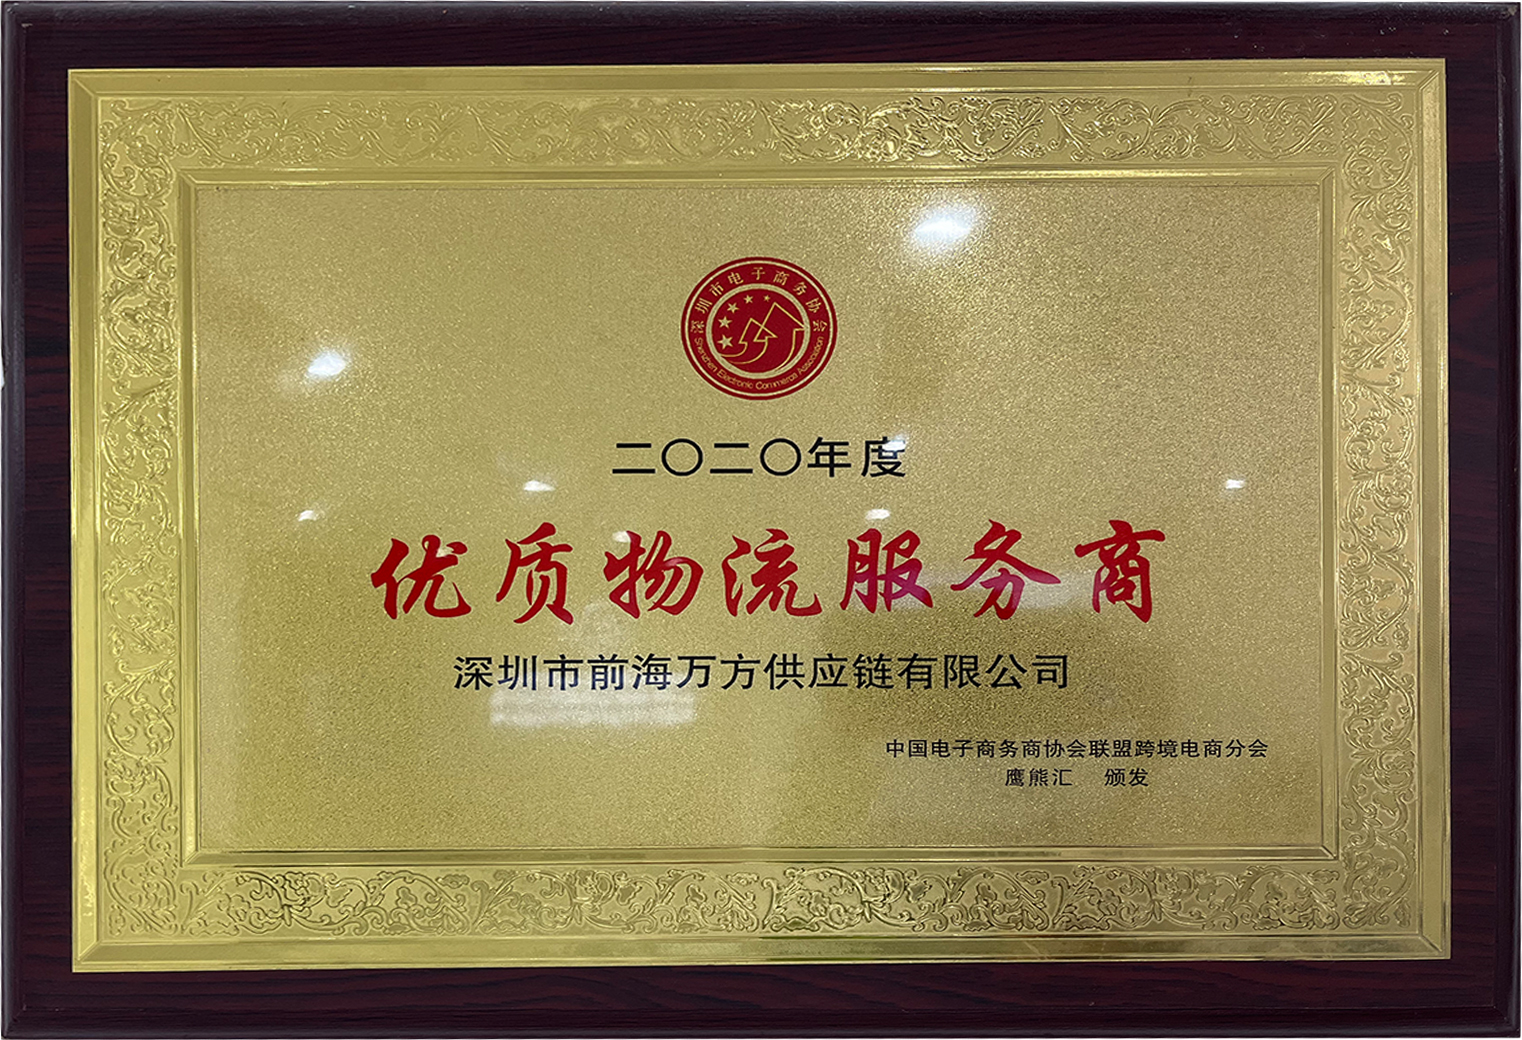 深圳市电子商务协会
Shenzhen Electronic Commerce Association
二〇二〇年度
优质物流服务商
深圳市前海万方供应链有限公司
中国电子商务商协会联盟跨境电商分会
鹰熊汇 颁发